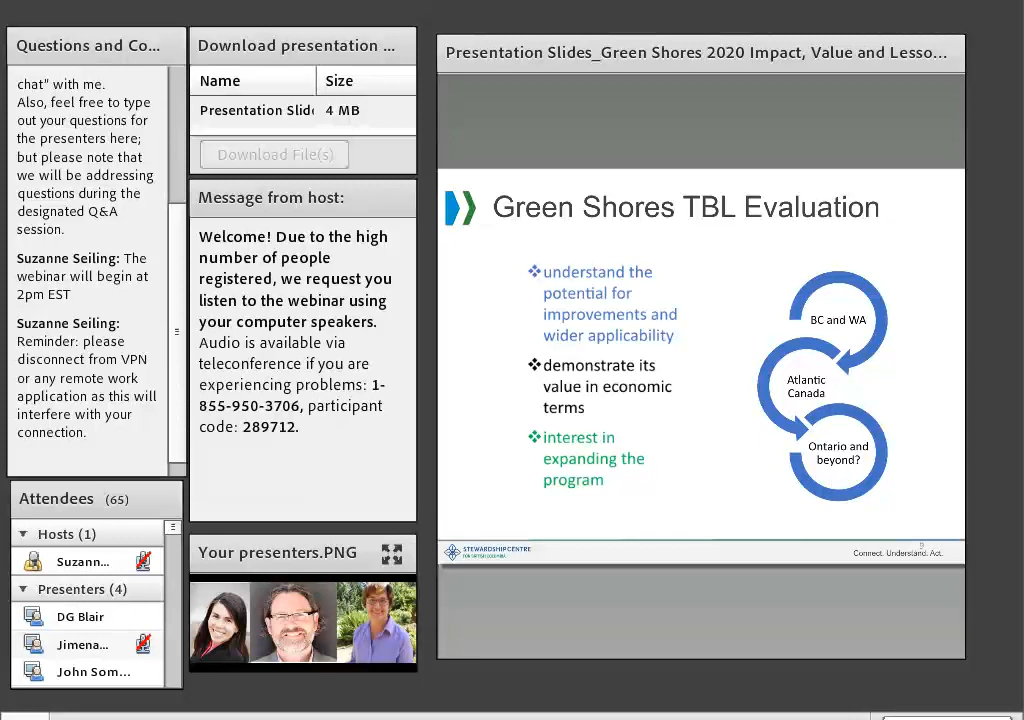 Questions and Co...
chat" with me.
Also, feel free to type
out your questions for
the presenters here;
but please note that
we will be addressing
questions during the
designated Q&A
session.
Suzanne Seiling: The
webinar will begin at
2pm EST
Suzanne Seiling:
Reminder: please
disconnect from VPN
or any remote work
application as this will
interfere with your
connection.
Attendees (65)
Hosts (1)
Suzann...
Presenters (4)
DG Blair
Jimena...
John Som...
Download presentation ...
Name Size
Presentation Slid 4 MB
Download File(s)
Message from host:
Welcome! Due to the high
number of people
registered, we request you
listen to the webinar using
your computer speakers.
Audio is available via
teleconference if you are
experiencing problems: 1-
855-950-3706, participant
code: 289712.
Your presenters.PNG
Presentation Slides_Green Shores 2020 Impact, Value and Lesso...
Green Shores TBL Evaluation
understand the
potential for
improvements and
wider applicability
demonstrate its
value in economic
terms
interest in
expanding the
program
BC and WA
Atlantic
Canada
Ontario and
beyond?
STEWARDSHIP CENTRE
FOR BRITISH COLUMBIA
9
Connect. Understand. Act.